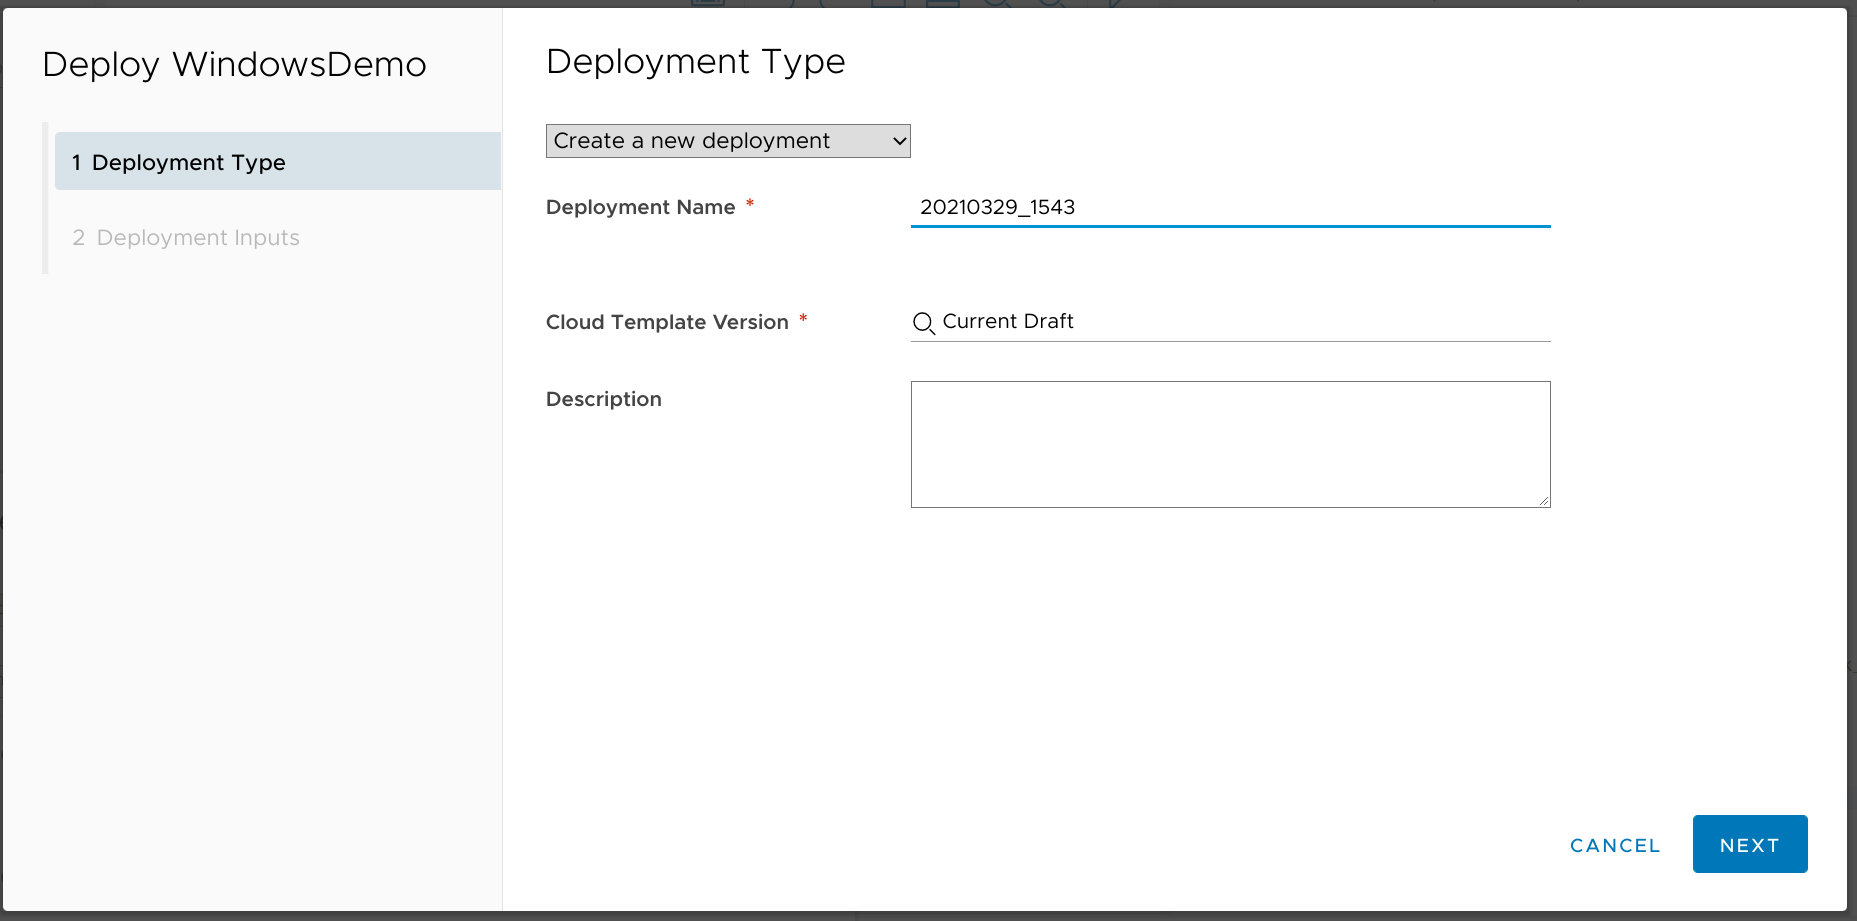 Deploy WindowsDemo
1 Deployment Type
2 Deployment Inputs
Deployment Type
Create a new deployment
Deployment Name * 20210329_1543
Cloud Template Version * Current Draft
Description
CANCEL NEXT